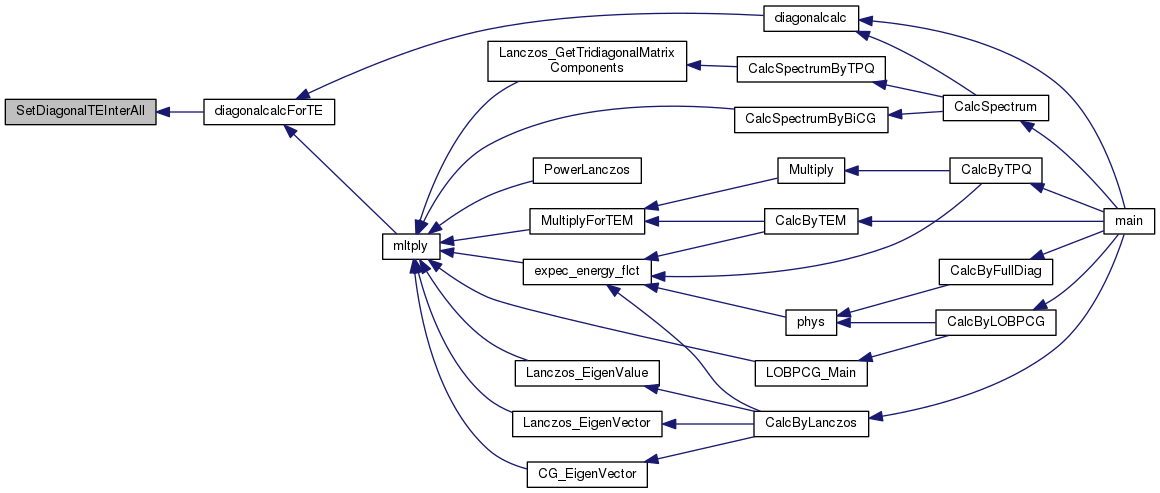 SetDiagonalTEInterAll
diagonalcalcForTE
diagonalcalc
Lanczos_GetTridiagonalMatrix
Components
CalcSpectrumByTPQ
CalcSpectrum
CalcSpectrumByBiCG
PowerLanczos
Multiply
CalcByTPQ
mltply
MultiplyForTEM
CalcByTEM
main
expec_energy_flct
CalcByFullDiag
phys
CalcByLOBPCG
Lanczos_EigenValue
LOBPCG_Main
Lanczos_EigenVector
CalcByLanczos
CG_EigenVector